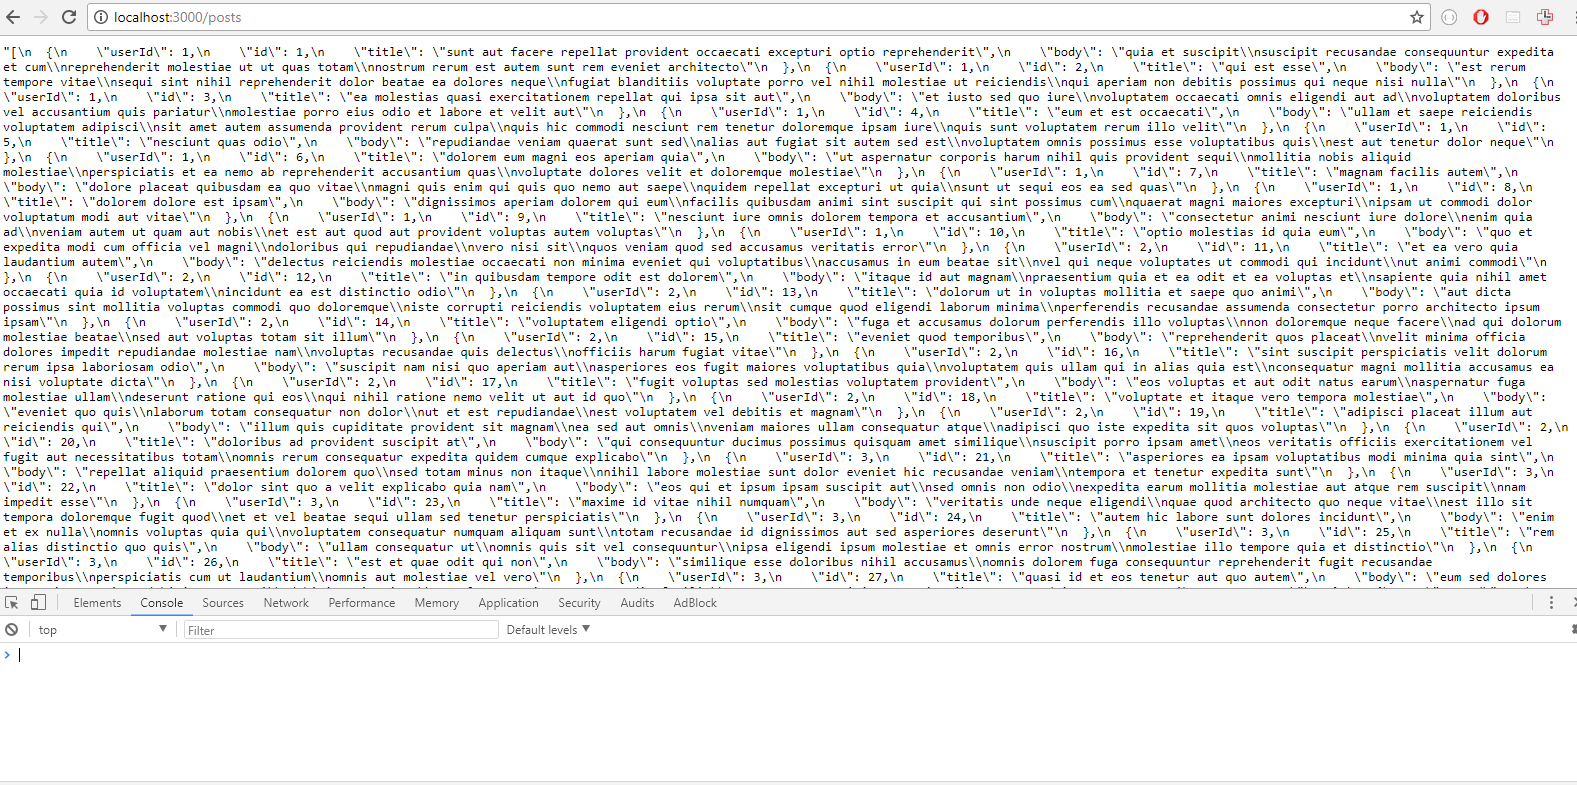 localhost:3000/posts
"[\n  {\n    \"userId\": 1,\n    \"id\": 1,\n    \"title\": \"sunt aut facere repellat provident occaecati excepturi optio reprehenderit\",\n    \"body\": \"quia et suscipit\\nsuscipit recusandae consequuntur expedita
et cum\\nreprehenderit molestiae ut ut quas totam\\nnostrum rerum est autem sunt rem eveniet architecto\"\n  },\n  {\n    \"userId\": 1,\n    \"id\": 2,\n    \"title\": \"qui est esse\",\n    \"body\": \"est rerum
tempore vitae\\nsequi sint nihil reprehenderit dolor beatae ea dolores neque\\nfugiat blanditiis voluptate porro vel nihil molestiae ut reiciendis\\nqui aperiam non debitis possimus qui neque nisi nulla\"\n  },\n  {\n
\"userId\": 1,\n    \"id\": 3,\n    \"title\": \"ea molestias quasi exercitationem repellat qui ipsa sit aut\",\n    \"body\": \"et iusto sed quo iure\\nvoluptatem occaecati omnis eligendi aut ad\\nvoluptatem doloribus
vel accusantium quis pariatur\\nmolestiae porro eius odio et labore et velit aut\"\n  },\n  {\n    \"userId\": 1,\n    \"id\": 4,\n    \"title\": \"eum et est occaecati\",\n    \"body\": \"ullam et saepe reiciendis
voluptatem adipisci\\nsit amet autem assumenda provident rerum culpa\\nquis hic commodi nesciunt rem tenetur doloremque ipsam iure\\nquis sunt voluptatem rerum illo velit\"\n  },\n  {\n    \"userId\": 1,\n    \"id\":
5,\n    \"title\": \"nesciunt quas odio\",\n    \"body\": \"repudiandae veniam quaerat sunt sed\\nalias aut fugiat sit autem sed est\\nvoluptatem omnis possimus esse voluptatibus quis\\nest aut tenetur dolor neque\"\n
},\n  {\n    \"userId\": 1,\n    \"id\": 6,\n    \"title\": \"dolorem eum magni eos aperiam quia\",\n    \"body\": \"ut aspernatur corporis harum nihil quis provident sequi\\nmollitia nobis aliquid
molestiae\\nperspiciatis et ea nemo ab reprehenderit accusantium quas\\nvoluptate dolores velit et doloremque molestiae\"\n  },\n  {\n    \"userId\": 1,\n    \"id\": 7,\n    \"title\": \"magnam facilis autem\",\n
\"body\": \"dolore placeat quibusdam ea quo vitae\\nmagni quis enim qui quis quo nemo aut saepe\\nquidem repellat excepturi ut quia\\nsunt ut sequi eos ea sed quas\"\n  },\n  {\n    \"userId\": 1,\n    \"id\": 8,\n
\"title\": \"dolorem dolore est ipsam\",\n    \"body\": \"dignissimos aperiam dolorem qui eum\\nfacilis quibusdam animi sint suscipit qui sint possimus cum\\nquaerat magni maiores excepturi\\nipsam ut commodi dolor
voluptatum modi aut vitae\"\n  },\n  {\n    \"userId\": 1,\n    \"id\": 9,\n    \"title\": \"nesciunt iure omnis dolorem tempora et accusantium\",\n    \"body\": \"consectetur animi nesciunt iure dolore\\nenim quia
ad\\nveniam autem ut quam aut nobis\\net est aut quod aut provident voluptas autem voluptas\"\n  },\n  {\n    \"userId\": 1,\n    \"id\": 10,\n    \"title\": \"optio molestias id quia eum\",\n    \"body\": \"quo et
expedita modi cum officia vel magni\\ndoloribus qui repudiandae\\nvero nisi sit\\nquos veniam quod sed accusamus veritatis error\"\n  },\n  {\n    \"userId\": 2,\n    \"id\": 11,\n    \"title\": \"et ea vero quia
laudantium autem\",\n    \"body\": \"delectus reiciendis molestiae occaecati non minima eveniet qui voluptatibus\\naccusamus in eum beatae sit\\nvel qui neque voluptates ut commodi qui incidunt\\nut animi commodi\"\n
},\n  {\n    \"userId\": 2,\n    \"id\": 12,\n    \"title\": \"in quibusdam tempore odit est dolorem\",\n    \"body\": \"itaque id aut magnam\\npraesentium quia et ea odit et ea voluptas et\\nsapiente quia nihil amet
occaecati quia id voluptatem\\nincidunt ea est distinctio odio\"\n  },\n  {\n    \"userId\": 2,\n    \"id\": 13,\n    \"title\": \"dolorum ut in voluptas mollitia et saepe quo animi\",\n    \"body\": \"aut dicta
possimus sint mollitia voluptas commodi quo doloremque\\niste corrupti reiciendis voluptatem eius rerum\\nsit cumque quod eligendi laborum minima\\nperferendis recusandae assumenda consectetur porro architecto ipsum
ipsam\"\n  },\n  {\n    \"userId\": 2,\n    \"id\": 14,\n    \"title\": \"voluptatem eligendi optio\",\n    \"body\": \"fuga et accusamus dolorum perferendis illo voluptas\\nnon doloremque neque facere\\nad qui dolorum
molestiae beatae\\nsed aut voluptas totam sit illum\"\n  },\n  {\n    \"userId\": 2,\n    \"id\": 15,\n    \"title\": \"eveniet quod temporibus\",\n    \"body\": \"reprehenderit quos placeat\\nvelit minima officia
dolores impedit repudiandae molestiae nam\\nvoluptas recusandae quis delectus\\nofficiis harum fugiat vitae\"\n  },\n  {\n    \"userId\": 2,\n    \"id\": 16,\n    \"title\": \"sint suscipit perspiciatis velit dolorum
rerum ipsa laboriosam odio\",\n    \"body\": \"suscipit nam nisi quo aperiam aut\\nasperiores eos fugit maiores voluptatibus quia\\nvoluptatem quis ullam qui in alias quia est\\nconsequatur magni mollitia accusamus ea
nisi voluptate dicta\"\n  },\n  {\n    \"userId\": 2,\n    \"id\": 17,\n    \"title\": \"fugit voluptas sed molestias voluptatem provident\",\n    \"body\": \"eos voluptas et aut odit natus earum\\naspernatur fuga
molestiae ullam\\ndeserunt ratione qui eos\\nqui nihil ratione nemo velit ut aut id quo\"\n  },\n  {\n    \"userId\": 2,\n    \"id\": 18,\n    \"title\": \"voluptate et itaque vero tempora molestiae\",\n    \"body\":
\"eveniet quo quis\\nlaborum totam consequatur non dolor\\nut et est repudiandae\\nest voluptatem vel debitis et magnam\"\n  },\n  {\n    \"userId\": 2,\n    \"id\": 19,\n    \"title\": \"adipisci placeat illum aut
reiciendis qui\",\n    \"body\": \"illum quis cupiditate provident sit magnam\\nea sed aut omnis\\nveniam maiores ullam consequatur atque\\nadipisci quo iste expedita sit quos voluptas\"\n  },\n  {\n    \"userId\": 2,\n
\"id\": 20,\n    \"title\": \"doloribus ad provident suscipit at\",\n    \"body\": \"qui consequuntur ducimus possimus quisquam amet similique\\nsuscipit porro ipsam amet\\neos veritatis officiis exercitationem vel
fugit aut necessitatibus totam\\nomnis rerum consequatur expedita quidem cumque explicabo\"\n  },\n  {\n    \"userId\": 3,\n    \"id\": 21,\n    \"title\": \"asperiores ea ipsam voluptatibus modi minima quia sint\",\n
\"body\": \"repellat aliquid praesentium dolorem quo\\nsed totam minus non itaque\\nnihil labore molestiae sunt dolor eveniet hic recusandae veniam\\ntempora et tenetur expedita sunt\"\n  },\n  {\n    \"userId\": 3,\n
\"id\": 22,\n    \"title\": \"dolor sint quo a velit explicabo quia nam\",\n    \"body\": \"eos qui et ipsum ipsam suscipit aut\\nsed omnis non odio\\nexpedita earum mollitia molestiae aut atque rem suscipit\\nnam
impedit esse\"\n  },\n  {\n    \"userId\": 3,\n    \"id\": 23,\n    \"title\": \"maxime id vitae nihil numquam\",\n    \"body\": \"veritatis unde neque eligendi\\nquae quod architecto quo neque vitae\\nest illo sit
tempora doloremque fugit quod\\net et vel beatae sequi ullam sed tenetur perspiciatis\"\n  },\n  {\n    \"userId\": 3,\n    \"id\": 24,\n    \"title\": \"autem hic labore sunt dolores incidunt\",\n    \"body\": \"enim
et ex nulla\\nomnis voluptas quia qui\\nvoluptatem consequatur numquam aliquam sunt\\ntotam recusandae id dignissimos aut sed asperiores deserunt\"\n  },\n  {\n    \"userId\": 3,\n    \"id\": 25,\n    \"title\": \"rem
alias distinctio quo quis\",\n    \"body\": \"ullam consequatur ut\\nomnis quis sit vel consequuntur\\nipsa eligendi ipsum molestiae et omnis error nostrum\\nmolestiae illo tempore quia et distinctio\"\n  },\n  {\n
\"userId\": 3,\n    \"id\": 26,\n    \"title\": \"est et quae odit qui non\",\n    \"body\": \"similique esse doloribus nihil accusamus\\nomnis dolorem fuga consequuntur reprehenderit fugit recusandae
temporibus\\nperspiciatis cum ut laudantium\\nomnis aut molestiae vel vero\"\n  },\n  {\n    \"userId\": 3,\n    \"id\": 27,\n    \"title\": \"quasi id et eos tenetur aut quo autem\",\n    \"body\": \"eum sed dolores
Elements Console Sources Network Performance Memory Application Security Audits AdBlock
top Filter Default levels